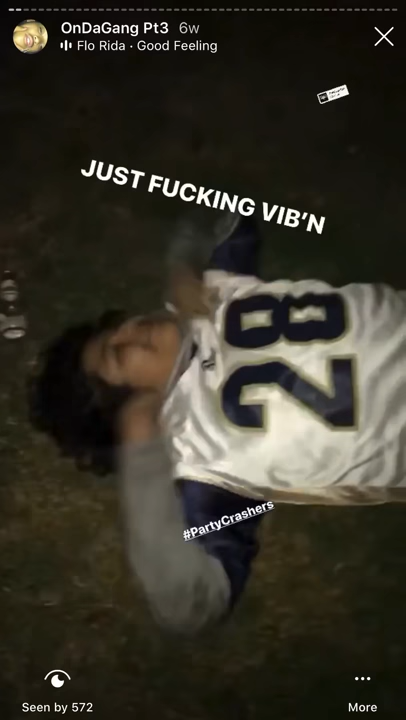 OnDaGang Pt3 6w
Flo Rida · Good Feeling
JUST FUCKING VIB'N
28
#PartyCrashers
Seen by 572
More